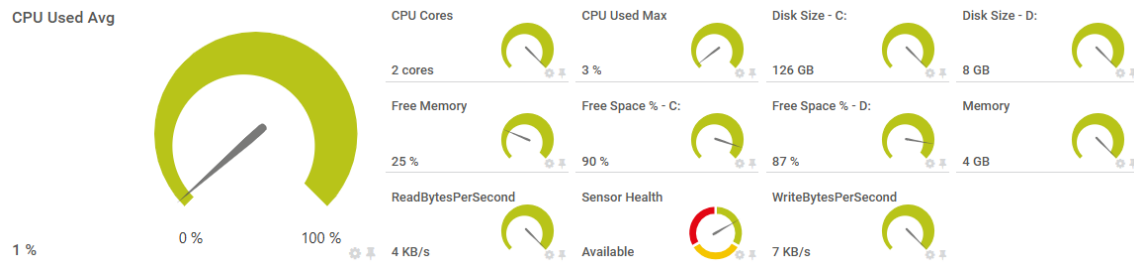 CPU Used Avg
1 %
0 %
100 %
CPU Cores
2 cores
CPU Used Max
3 %
Disk Size - C:
126 GB
Disk Size - D:
8 GB
Free Memory
25 %
Free Space % - C:
90 %
Free Space % - D:
87 %
Memory
4 GB
ReadBytesPerSecond
4 KB/s
Sensor Health
Available
WriteBytesPerSecond
7 KB/s